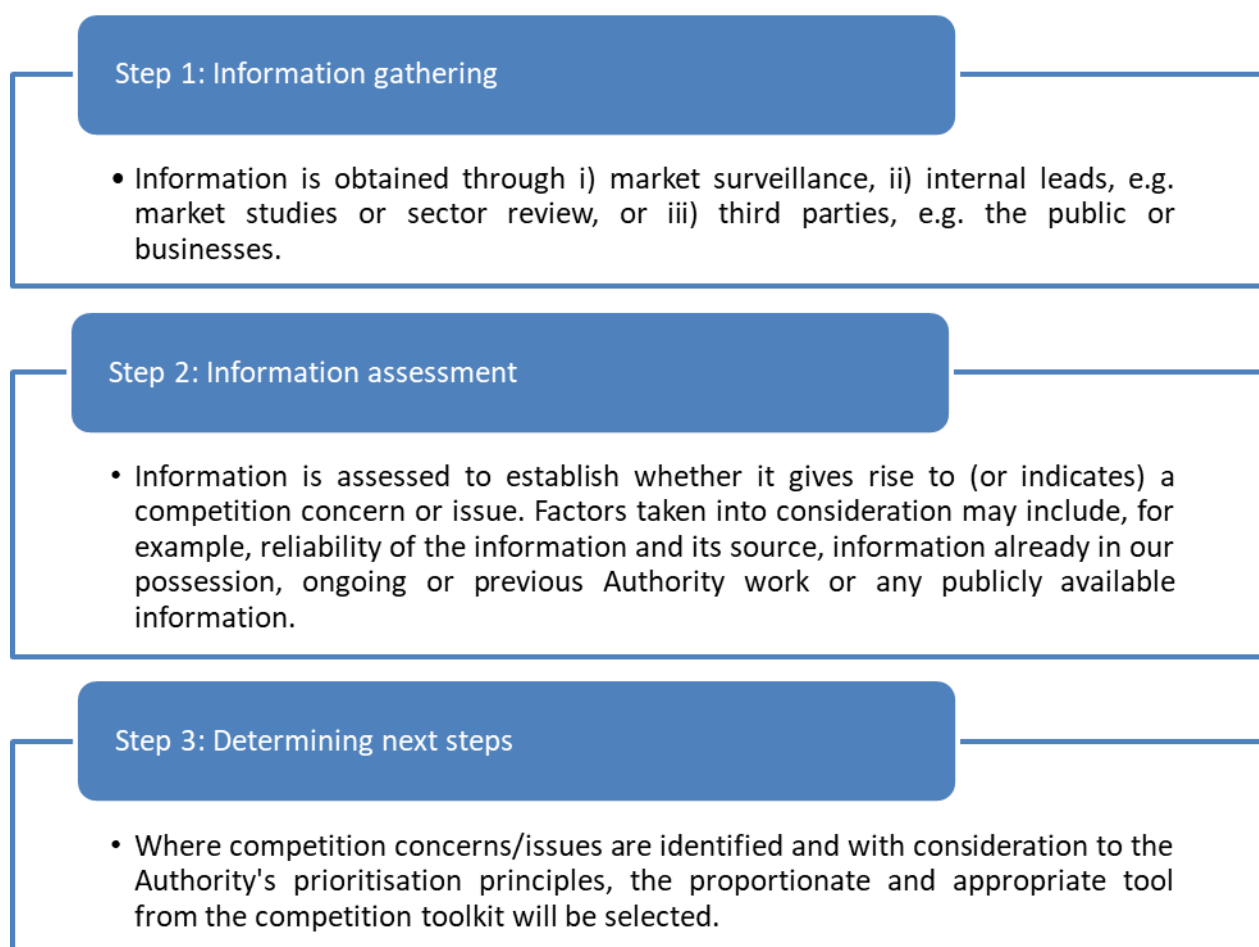 Step 1: Information gathering
• Information is obtained through i) market surveillance, ii) internal leads, e.g.
market studies or sector review, or iii) third parties, e.g. the public or
businesses.
Step 2: Information assessment
• Information is assessed to establish whether it gives rise to (or indicates) a
competition concern or issue. Factors taken into consideration may include, for
example, reliability of the information and its source, information already in our
possession, ongoing or previous Authority work or any publicly available
information.
Step 3: Determining next steps
• Where competition concerns/issues are identified and with consideration to the
Authority's prioritisation principles, the proportionate and appropriate tool
from the competition toolkit will be selected.